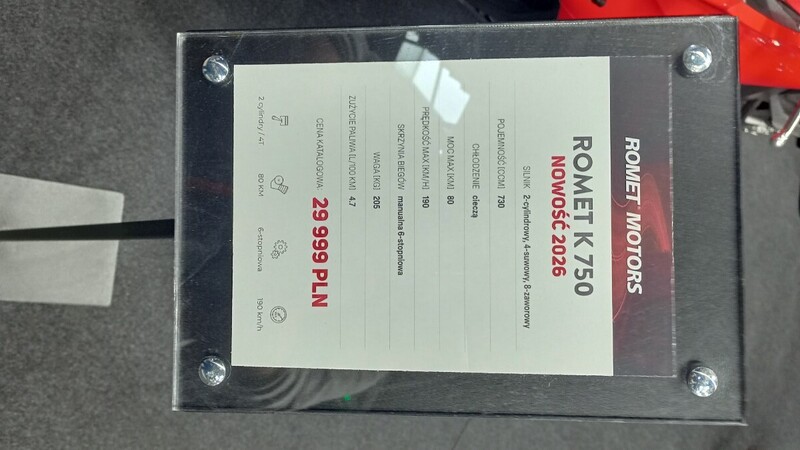 ROMET® MOTORS
ROMET K 750
NOWOŚĆ 2026
SILNIK 2-cylindrowy, 4-suwowy, 8-zaworowy
POJEMNOŚĆ [CCM] 730
CHŁODZENIE cieczą
MOC MAX [KM] 80
PRĘDKOŚĆ MAX [KM/H] 190
SKRZYNIA BIEGÓW manualna 6-stopniowa
WAGA [KG] 205
ZUŻYCIE PALIWA [L/100 KM] 4.7
CENA KATALOGOWA: 29 999 PLN
2 cylindry / 4T 80 KM 6-stopniowa 190 km/h